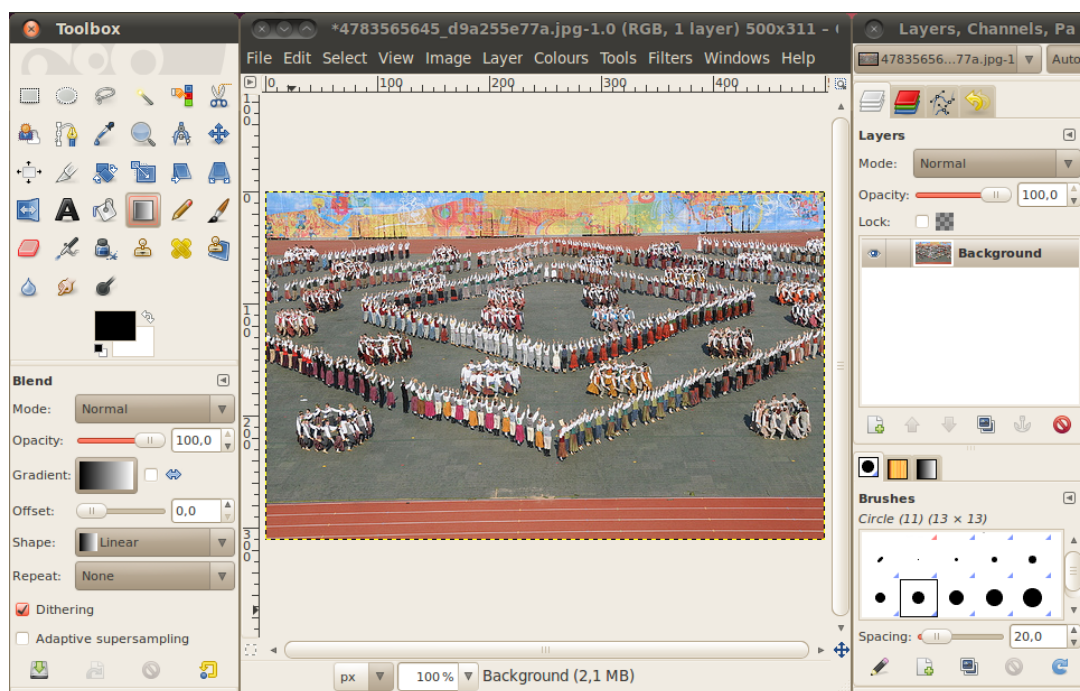 Toolbox
*4783565645_d9a255e77a.jpg-1.0 (RGB, 1 layer) 500x311 – (
Layers, Channels, Pa
File Edit Select View Image Layer Colours Tools Filters Windows Help
47835656...77a.jpg-1
Auto
0 100 200 300 400
100
0
100
200
300
Layers
Mode: Normal
Opacity: 100,0
Lock:
Background
Blend
Mode: Normal
Opacity: 100,0
Gradient:
Offset: 0,0
Shape: Linear
Repeat: None
Dithering
Adaptive supersampling
Brushes
Circle (11) (13 × 13)
Spacing: 20,0
px 100 % Background (2,1 MB)